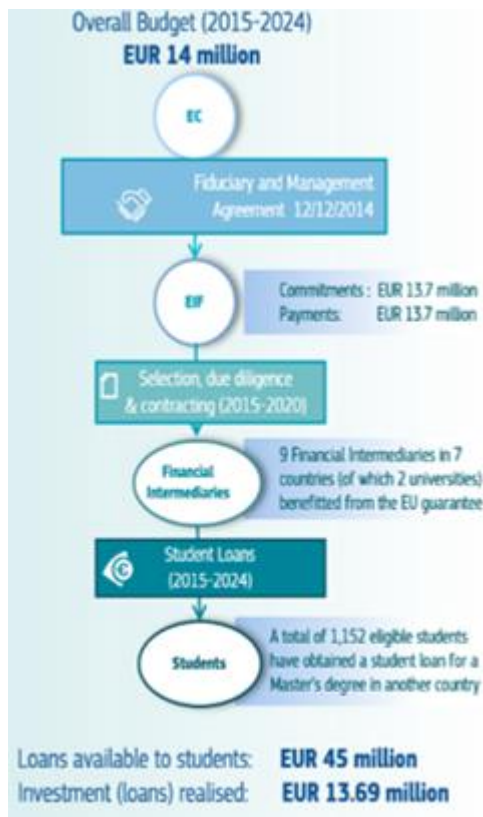 Overall Budget (2015-2024)
EUR 14 million
EC
Fiduciary and Management
Agreement 12/12/2014
EIF
Commitments : EUR 13.7 million
Payments: EUR 13.7 million
Selection, due diligence
& contracting (2015-2020)
Financial
Intermediaries
9 Financial Intermediaries in 7
countries (of which 2 universities)
benefitted from the EU guarantee
Student Loans
(2015-2024)
Students
A total of 1,152 eligible students
have obtained a student loan for a
Master's degree in another country
Loans available to students: EUR 45 million
Investment (loans) realised: EUR 13.69 million